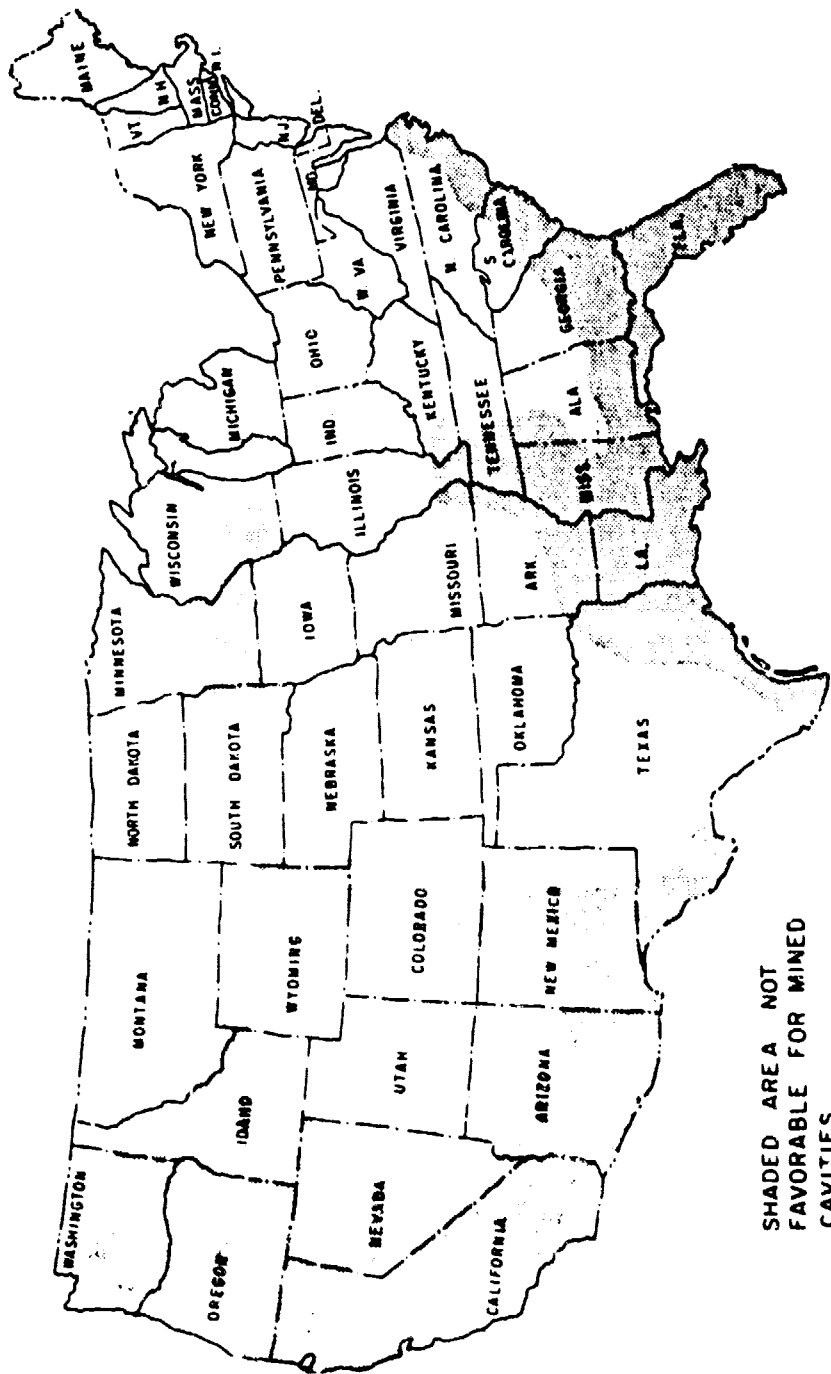 WASHINGTON
OREGON
CALIFORNIA
NEVADA
IDAHO
MONTANA
WYOMING
UTAH
ARIZONA
COLORADO
NEW MEXICO
NORTH DAKOTA
SOUTH DAKOTA
NEBRASKA
KANSAS
OKLAHOMA
TEXAS
MINNESOTA
IOWA
MISSOURI
ARK
LA.
WISCONSIN
ILLINOIS
MICHIGAN
IND
OHIO
KENTUCKY
TENNESSEE
MISS.
ALA
GEORGIA
FLA.
S
CAROLINA
N CAROLINA
VIRGINIA
W VA
MD.
DEL.
PENNSYLVANIA
N J
NEW YORK
CONN
R I.
MASS
VT
N H
MAINE
SHADED AREA NOT
FAVORABLE FOR MINED
CAVITIES